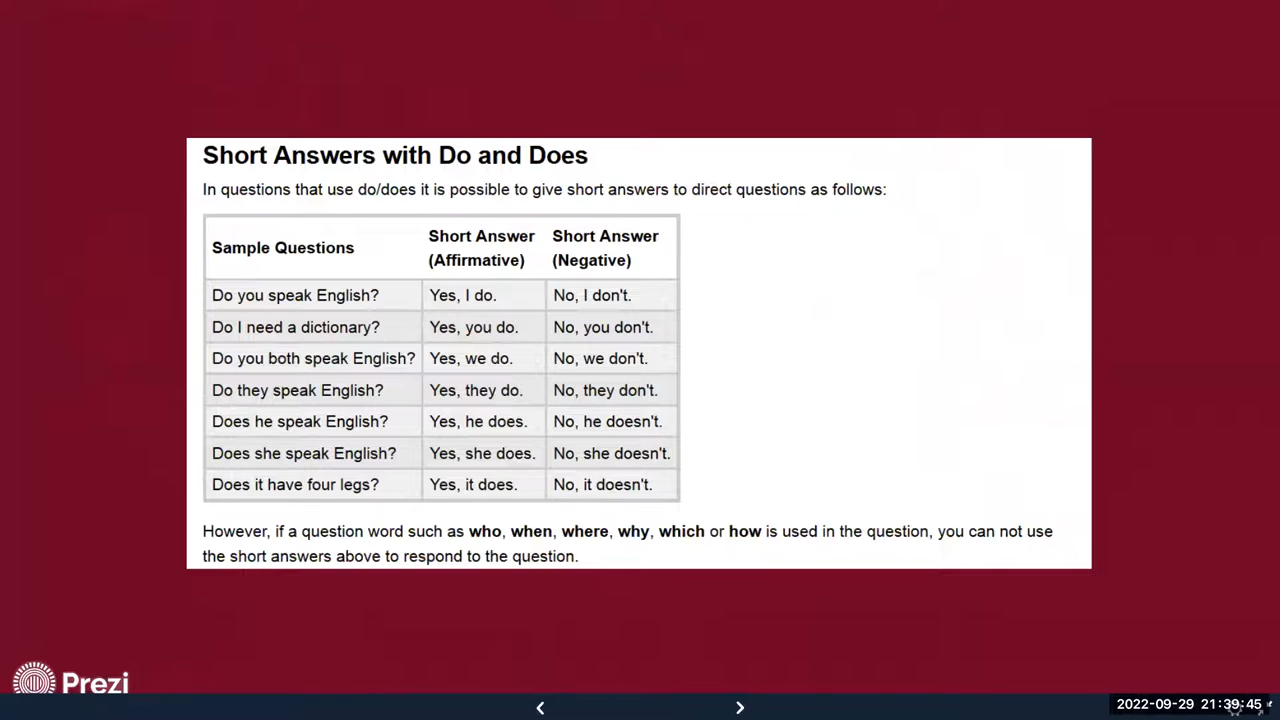 Short Answers with Do and Does
In questions that use do/does it is possible to give short answers to direct questions as follows:
Sample Questions Short Answer (Affirmative) Short Answer (Negative)
Do you speak English? Yes, I do. No, I don't.
Do I need a dictionary? Yes, you do. No, you don't.
Do you both speak English? Yes, we do. No, we don't.
Do they speak English? Yes, they do. No, they don't.
Does he speak English? Yes, he does. No, he doesn't.
Does she speak English? Yes, she does. No, she doesn't.
Does it have four legs? Yes, it does. No, it doesn't.
However, if a question word such as who, when, where, why, which or how is used in the question, you can not use
the short answers above to respond to the question.
Prezi
2022-09-29 21:39:45